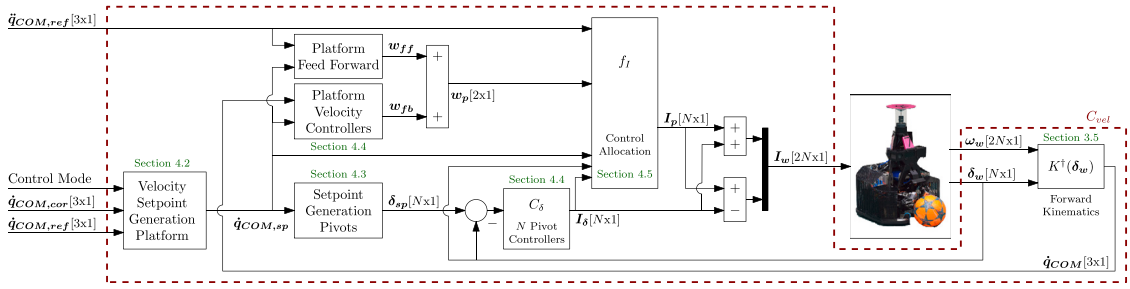 q̈_COM,ref[3x1]
Platform
Feed Forward
w_ff
+
+
w_p[2x1]
Platform
Velocity
Controllers
w_fb
Section 4.4
f_I
Control
Allocation
Section 4.5
I_p[Nx1]
+
+
+
−
I_w[2Nx1]
C_vel
ω_w[2Nx1]
δ_w[Nx1]
Section 3.5
K†(δ_w)
Forward
Kinematics
Control Mode
q̇_COM,cor[3x1]
q̇_COM,ref[3x1]
Section 4.2
Velocity
Setpoint
Generation
Platform
q̇_COM,sp
Section 4.3
Setpoint
Generation
Pivots
δ_sp[Nx1]
−
Section 4.4
C_δ
N Pivot
Controllers
I_δ[Nx1]
q̇_COM[3x1]